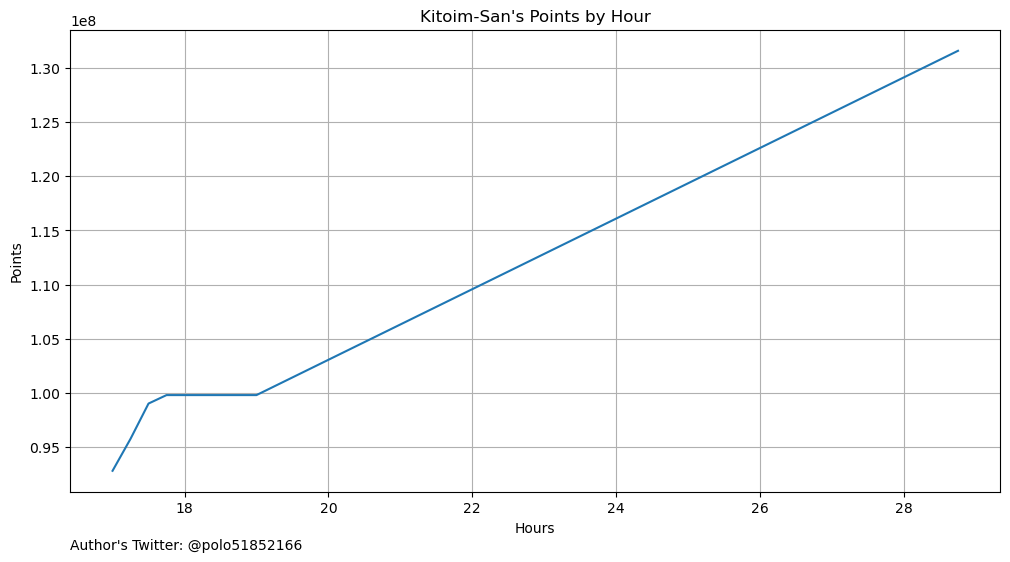 Kitoim-San's Points by Hour
1e8
1.30
1.25
1.20
1.15
1.10
1.05
1.00
0.95
Points
18 20 22 24 26 28
Hours
Author's Twitter: @polo51852166